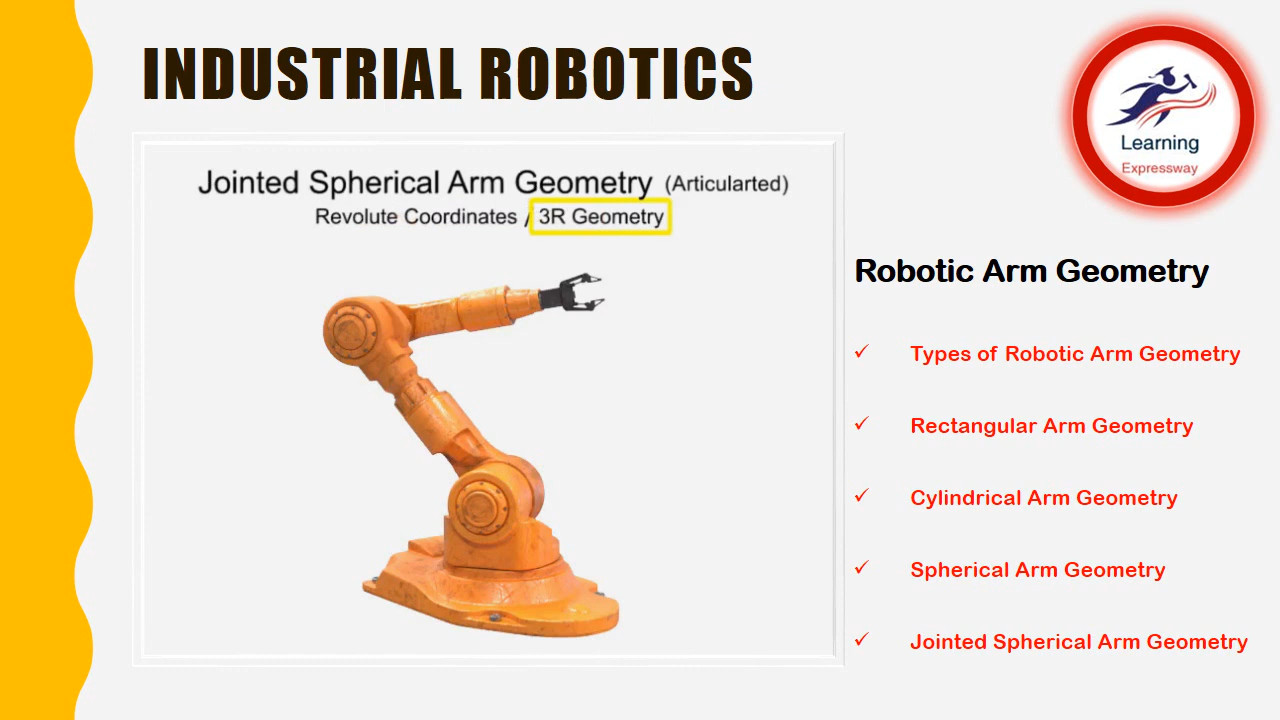 INDUSTRIAL ROBOTICS
Learning
Expressway
Jointed Spherical Arm Geometry (Articularted)
Revolute Coordinates / 3R Geometry
Robotic Arm Geometry
✓ Types of Robotic Arm Geometry
✓ Rectangular Arm Geometry
✓ Cylindrical Arm Geometry
✓ Spherical Arm Geometry
✓ Jointed Spherical Arm Geometry